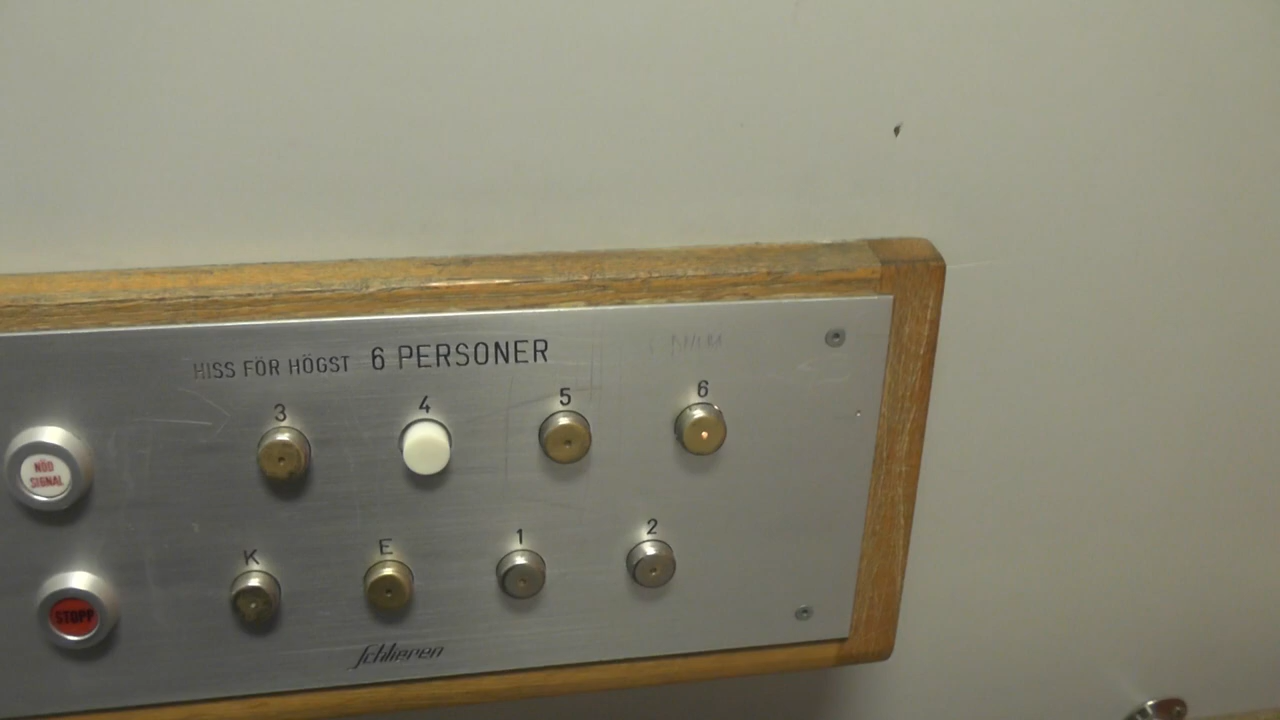 HISS FÖR HÖGST 6 PERSONER
3 4 5 6
NÖD
SIGNAL
K E 1 2
STOPP
Schlieren